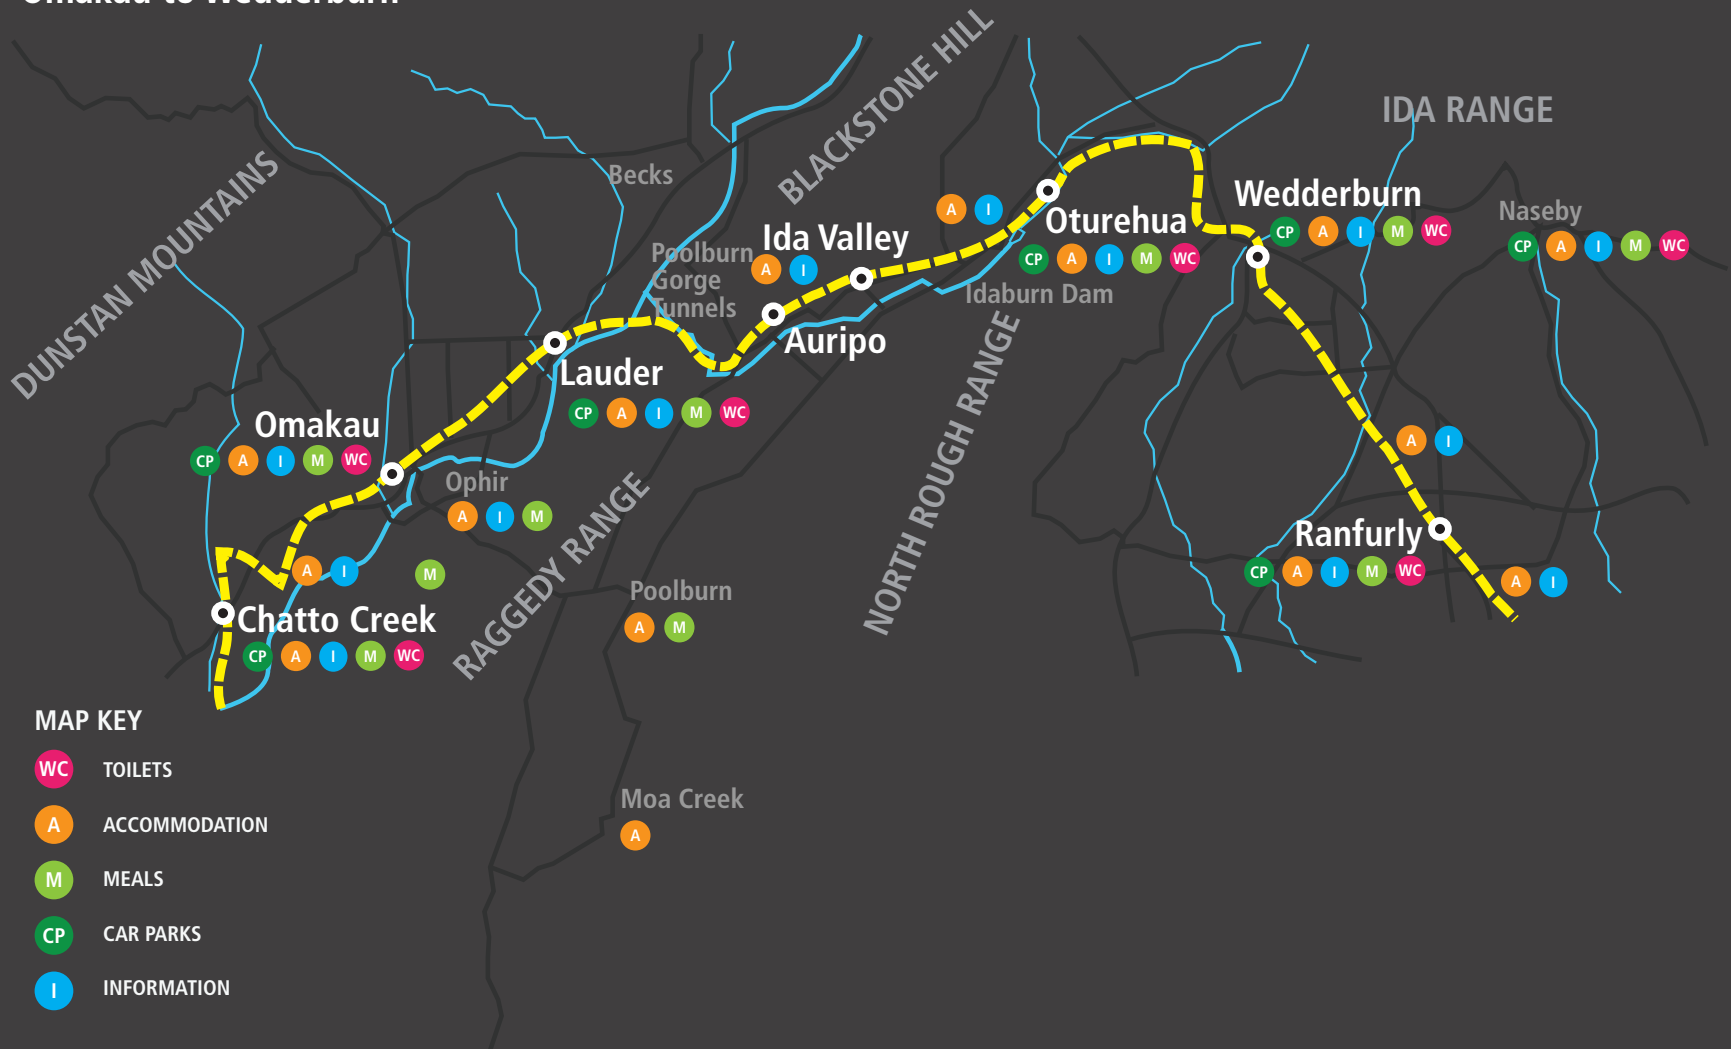 Omakau to Wedderburn
BLACKSTONE HILL
IDA RANGE
DUNSTAN MOUNTAINS
Becks
Wedderburn
CP A I M WC
Naseby
CP A I M WC
A I
Oturehua
CP A I M WC
Ida Valley
A I
Poolburn
Gorge
Tunnels
Idaburn Dam
Auripo
Lauder
CP A I M WC
NORTH ROUGH RANGE
Omakau
CP A I M WC
A I
Ophir
A I M
RAGGEDY RANGE
Ranfurly
CP A I M WC
A I
A I
M
Poolburn
A M
Chatto Creek
CP A I M WC
Moa Creek
A
MAP KEY
WC TOILETS
A ACCOMMODATION
M MEALS
CP CAR PARKS
I INFORMATION